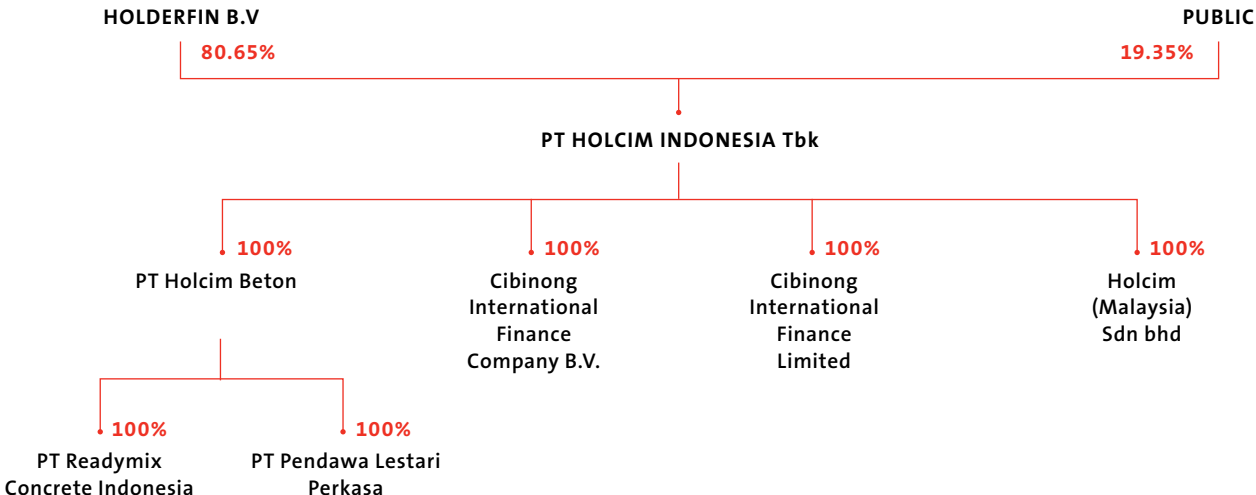 HOLDERFIN B.V
PUBLIC
80.65%
19.35%
PT HOLCIM INDONESIA Tbk
100%
100%
100%
100%
PT Holcim Beton
Cibinong
International
Finance
Company B.V.
Cibinong
International
Finance
Limited
Holcim
(Malaysia)
Sdn bhd
100%
100%
PT Readymix
Concrete Indonesia
PT Pendawa Lestari
Perkasa